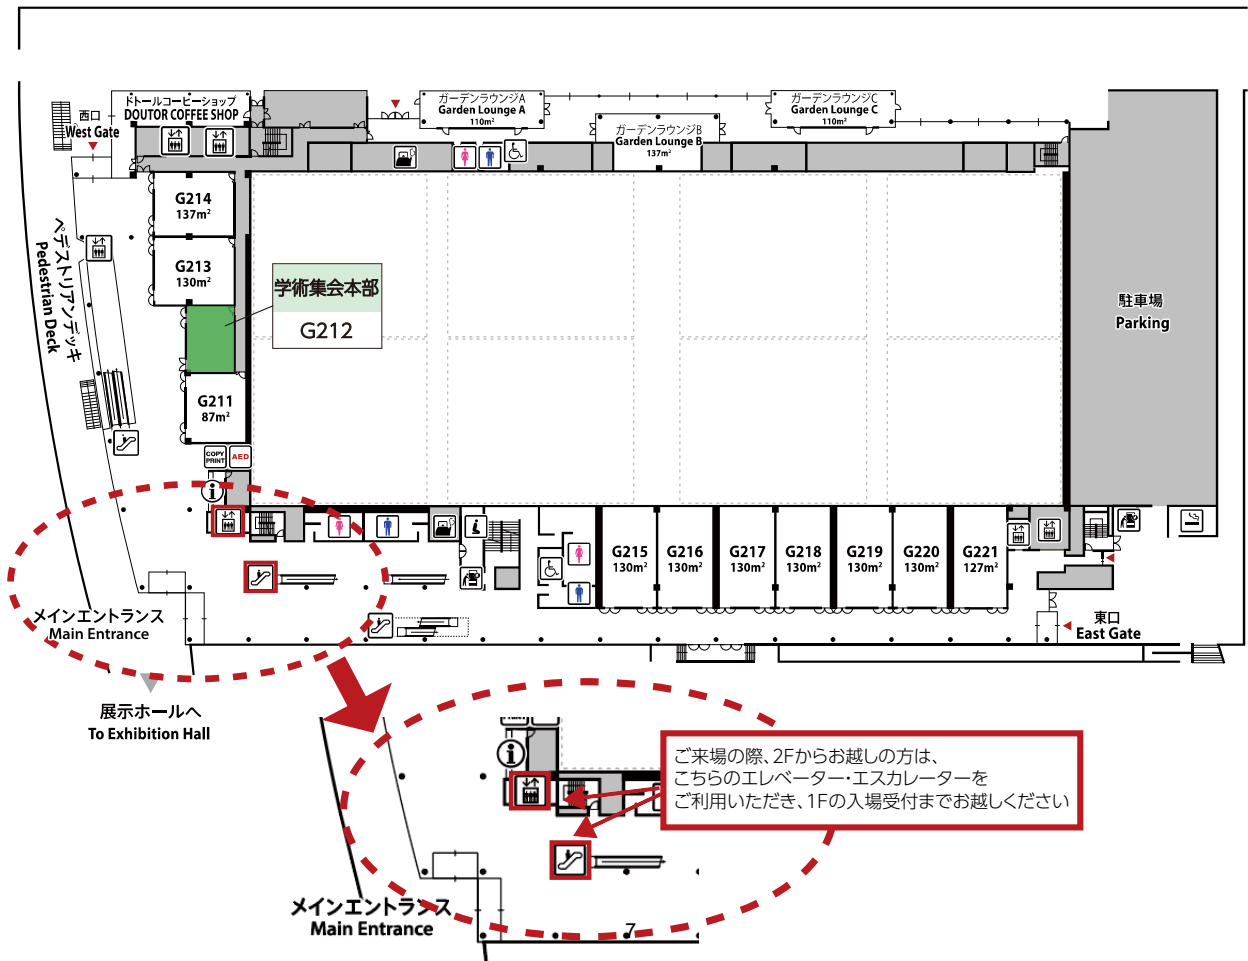 ドトールコーヒーショップ
DOUTOR COFFEE SHOP
西口
West Gate
ガーデンラウンジA
Garden Lounge A
110m²
ガーデンラウンジB
Garden Lounge B
137m²
ガーデンラウンジC
Garden Lounge C
110m²
G214
137m²
G213
130m²
ペデストリアンデッキ
Pedestrian Deck
学術集会本部
G212
駐車場
Parking
G211
87m²
COPY
PRINT
AED
G215
130m²
G216
130m²
G217
130m²
G218
130m²
G219
130m²
G220
130m²
G221
127m²
メインエントランス
Main Entrance
東口
East Gate
展示ホールへ
To Exhibition Hall
ご来場の際、2Fからお越しの方は、
こちらのエレベーター・エスカレーターを
ご利用いただき、1Fの入場受付までお越しください
メインエントランス
Main Entrance
7